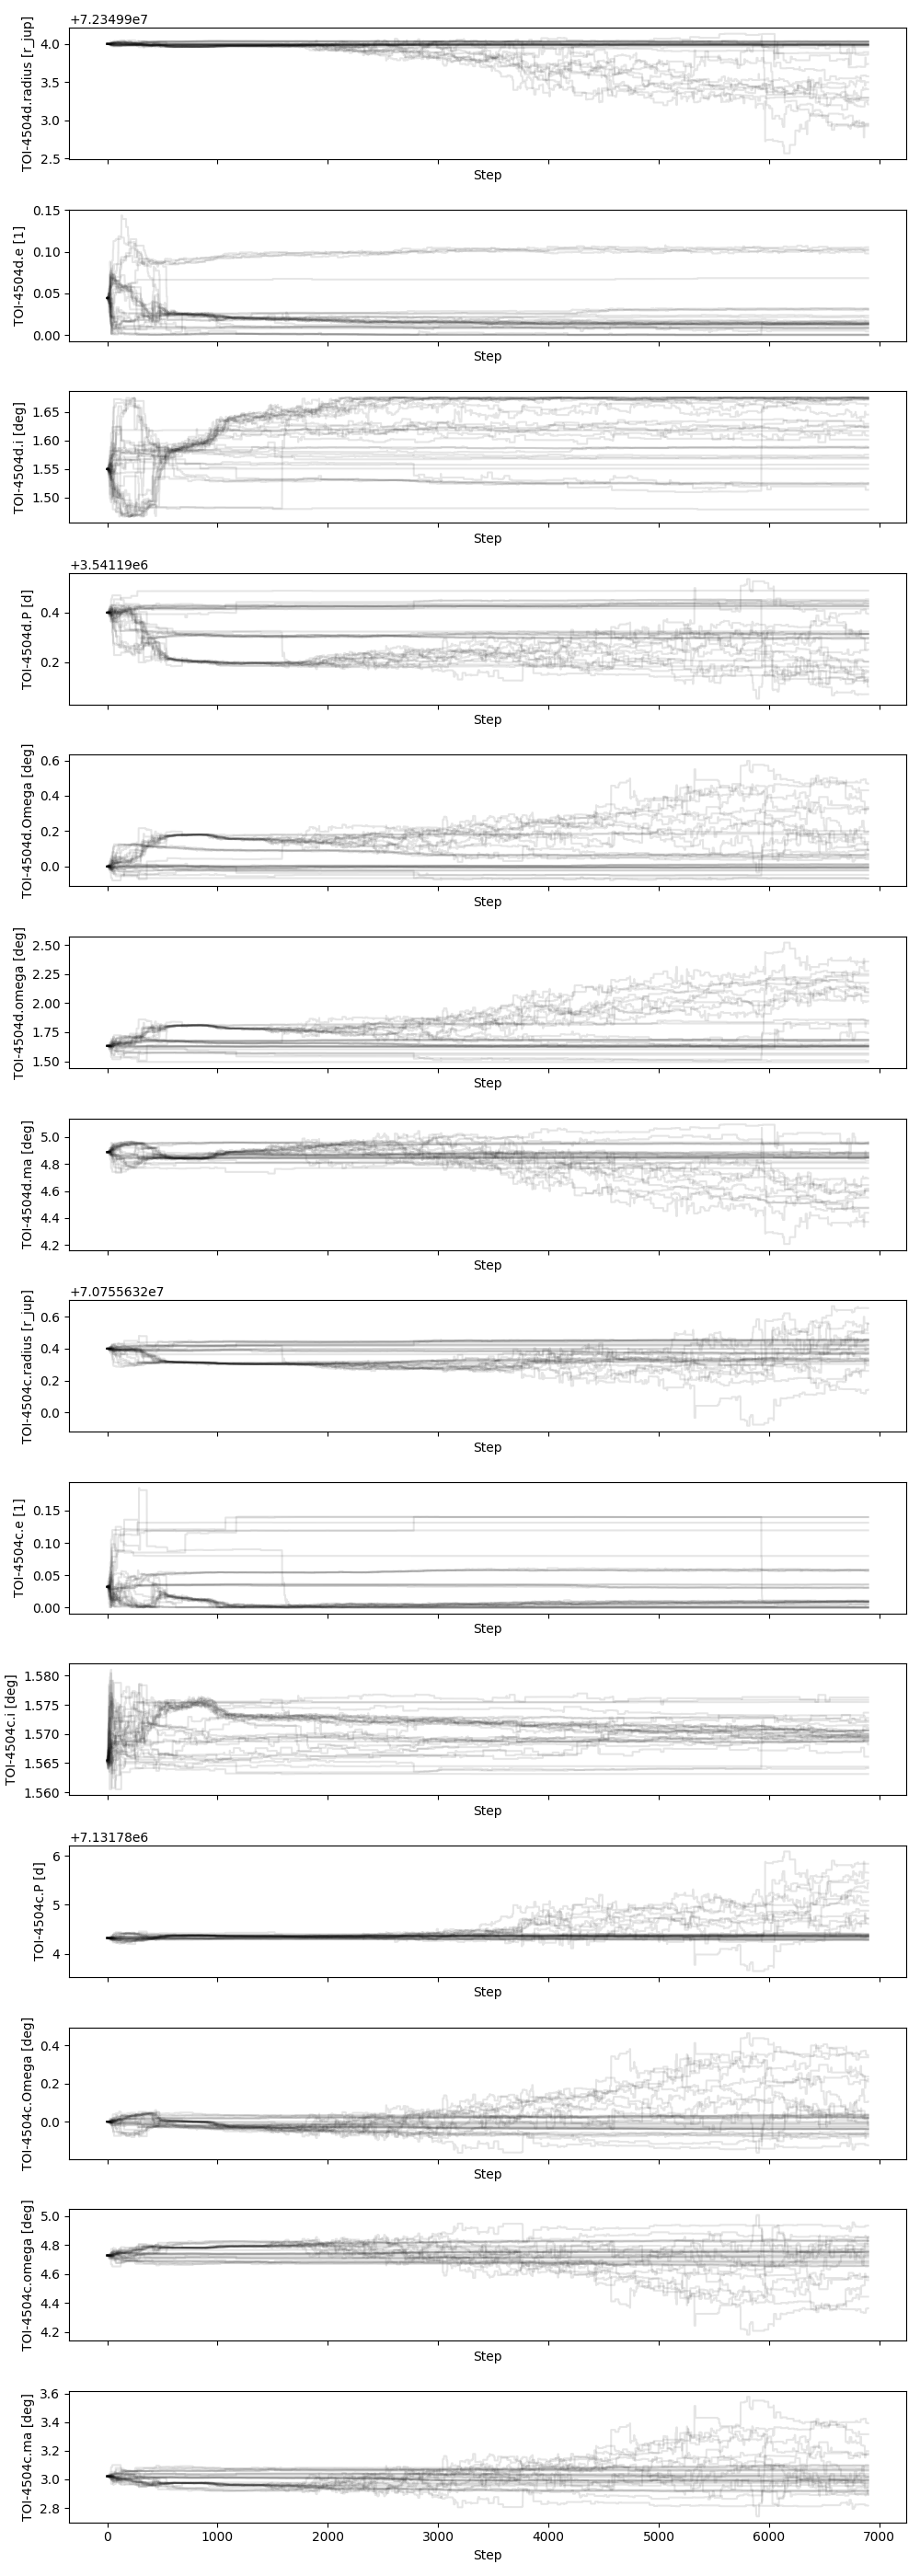 +7.23499e7
TOI-4504d.radius [r_jup]
4.0
3.5
3.0
2.5
Step
TOI-4504d.e [1]
0.15
0.10
0.05
0.00
Step
TOI-4504d.i [deg]
1.65
1.60
1.55
1.50
Step
+3.54119e6
TOI-4504d.P [d]
0.4
0.2
Step
TOI-4504d.Omega [deg]
0.6
0.4
0.2
0.0
Step
TOI-4504d.omega [deg]
2.50
2.25
2.00
1.75
1.50
Step
TOI-4504d.ma [deg]
5.0
4.8
4.6
4.4
4.2
Step
+7.0755632e7
TOI-4504c.radius [r_jup]
0.6
0.4
0.2
0.0
Step
TOI-4504c.e [1]
0.15
0.10
0.05
0.00
Step
TOI-4504c.i [deg]
1.580
1.575
1.570
1.565
1.560
Step
+7.13178e6
TOI-4504c.P [d]
6
5
4
Step
TOI-4504c.Omega [deg]
0.4
0.2
0.0
Step
TOI-4504c.omega [deg]
5.0
4.8
4.6
4.4
4.2
Step
TOI-4504c.ma [deg]
3.6
3.4
3.2
3.0
2.8
0 1000 2000 3000 4000 5000 6000 7000
Step